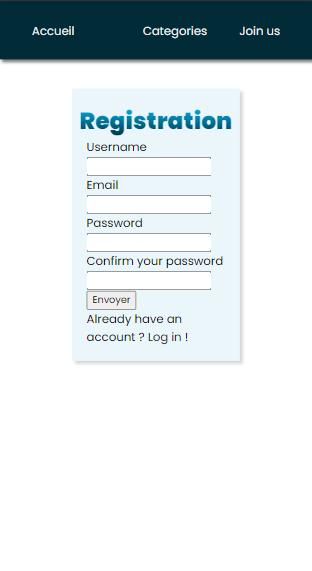 Accueil Categories Join us
Registration
Username
Email
Password
Confirm your password
Envoyer
Already have an
account ? Log in !